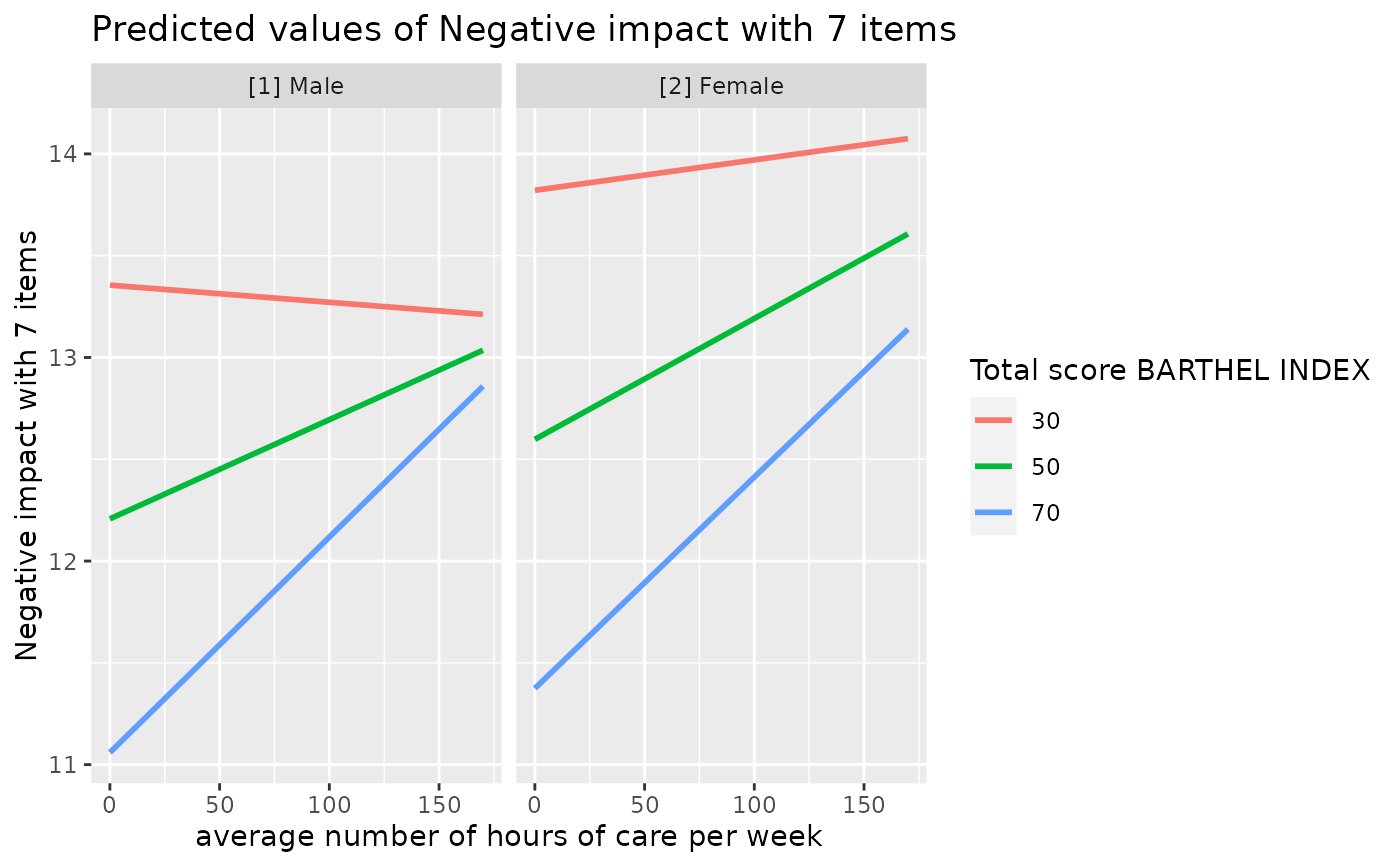 Predicted values of Negative impact with 7 items
[1] Male
[2] Female
Negative impact with 7 items
14
13
12
11
0 50 100 150
0 50 100 150
average number of hours of care per week
Total score BARTHEL INDEX
30
50
70